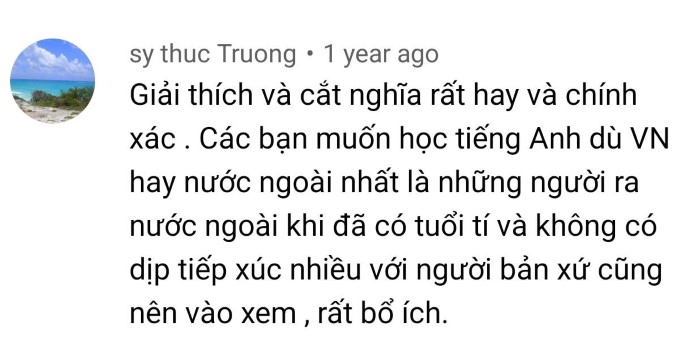 sy thuc Truong • 1 year ago
Giải thích và cắt nghĩa rất hay và chính
xác . Các bạn muốn học tiếng Anh dù VN
hay nước ngoài nhất là những người ra
nước ngoài khi đã có tuổi tí và không có
dịp tiếp xúc nhiều với người bản xứ cũng
nên vào xem , rất bổ ích.